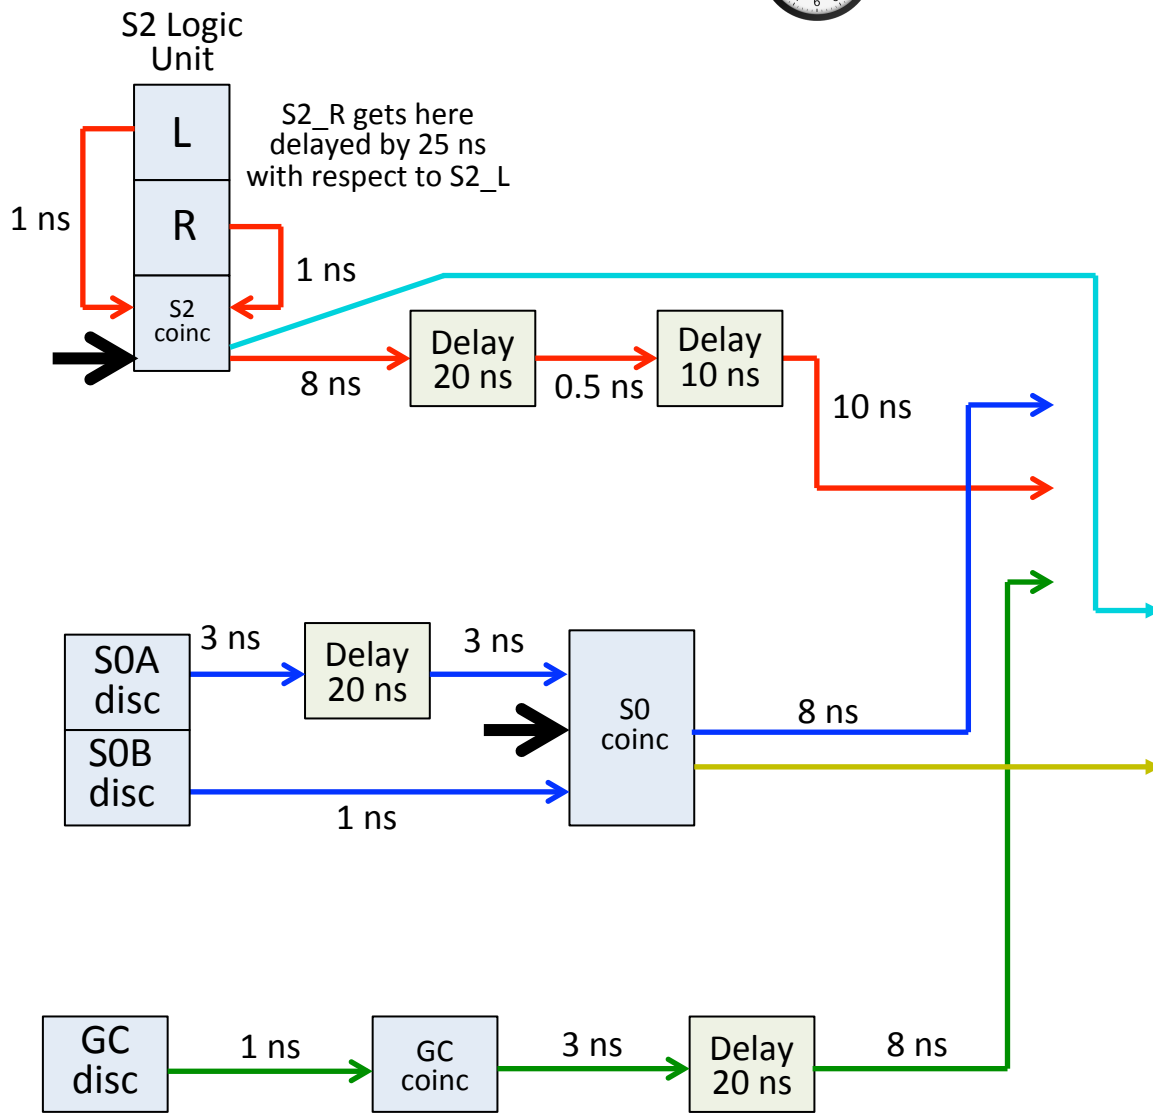 6
S2 Logic
Unit
L
S2_R gets here
delayed by 25 ns
with respect to S2_L
1 ns
R
1 ns
S2
coinc
8 ns
Delay
20 ns
0.5 ns
Delay
10 ns
10 ns
S0A
disc
3 ns
Delay
20 ns
3 ns
S0B
disc
1 ns
S0
coinc
8 ns
GC
disc
1 ns
GC
coinc
3 ns
Delay
20 ns
8 ns